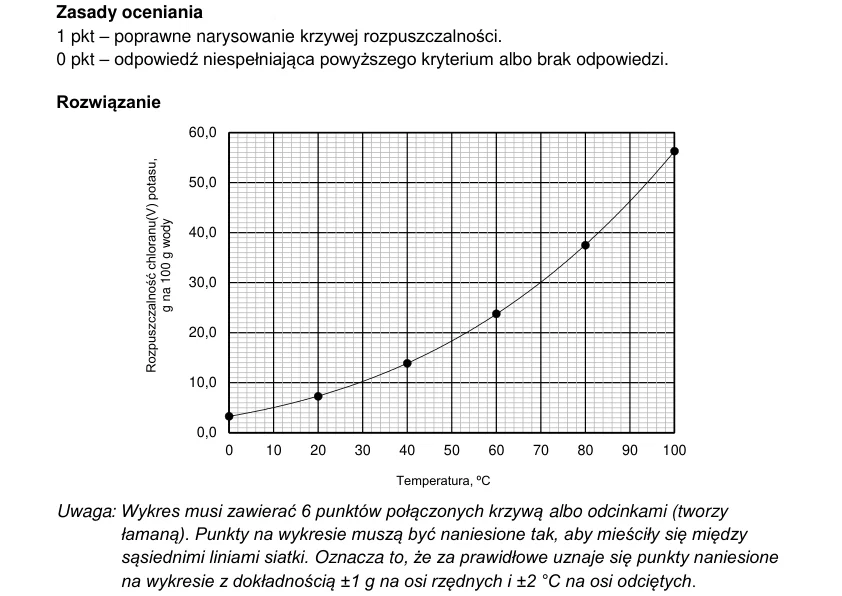 Zasady oceniania
1 pkt – poprawne narysowanie krzywej rozpuszczalności.
0 pkt – odpowiedź niespełniająca powyższego kryterium albo brak odpowiedzi.
Rozwiązanie
Rozpuszczalność chloranu(V) potasu,
g na 100 g wody
60,0
50,0
40,0
30,0
20,0
10,0
0,0
0 10 20 30 40 50 60 70 80 90 100
Temperatura, ºC
Uwaga: Wykres musi zawierać 6 punktów połączonych krzywą albo odcinkami (tworzy
łamaną). Punkty na wykresie muszą być naniesione tak, aby mieściły się między
sąsiednimi liniami siatki. Oznacza to, że za prawidłowe uznaje się punkty naniesione
na wykresie z dokładnością ±1 g na osi rzędnych i ±2 °C na osi odciętych.